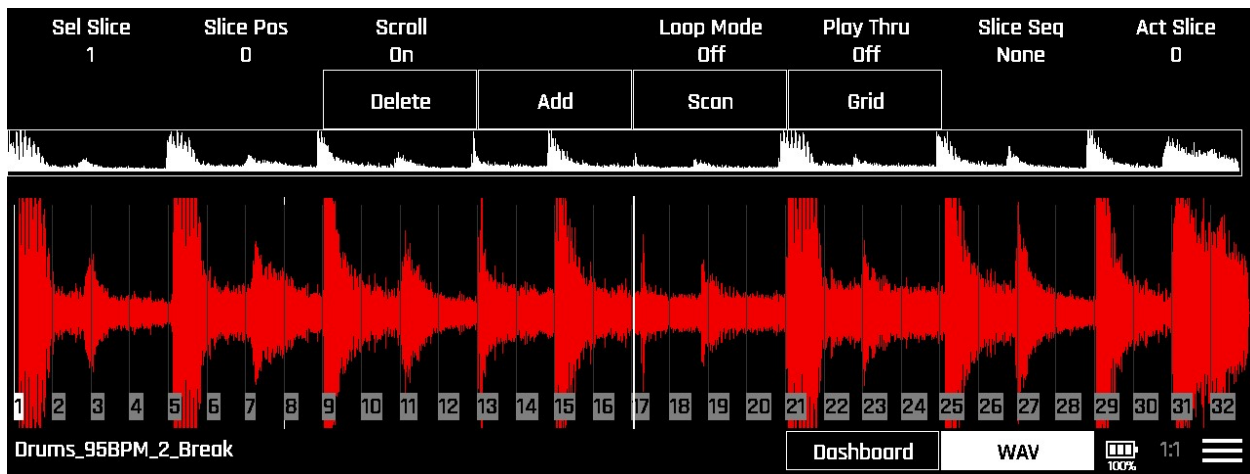 Sel Slice Slice Pos Scroll Loop Mode Play Thru Slice Seq Act Slice
1 0 On Off Off None 0
Delete Add Scan Grid
1 2 3 4 5 6 7 8 9 10 11 12 13 14 15 16 17 18 19 20 21 22 23 24 25 26 27 28 29 30 31 32
Drums_95BPM_2_Break Dashboard WAV 100% 1:1